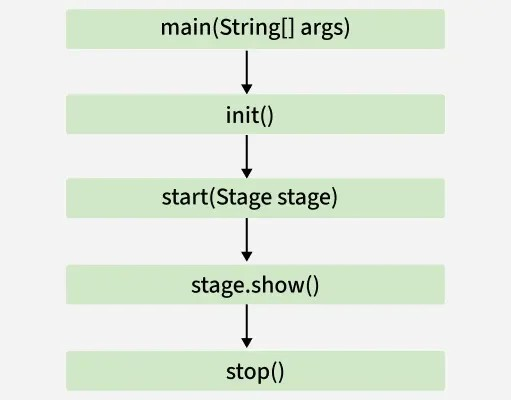 main(String[] args)
init()
start(Stage stage)
stage.show()
stop()